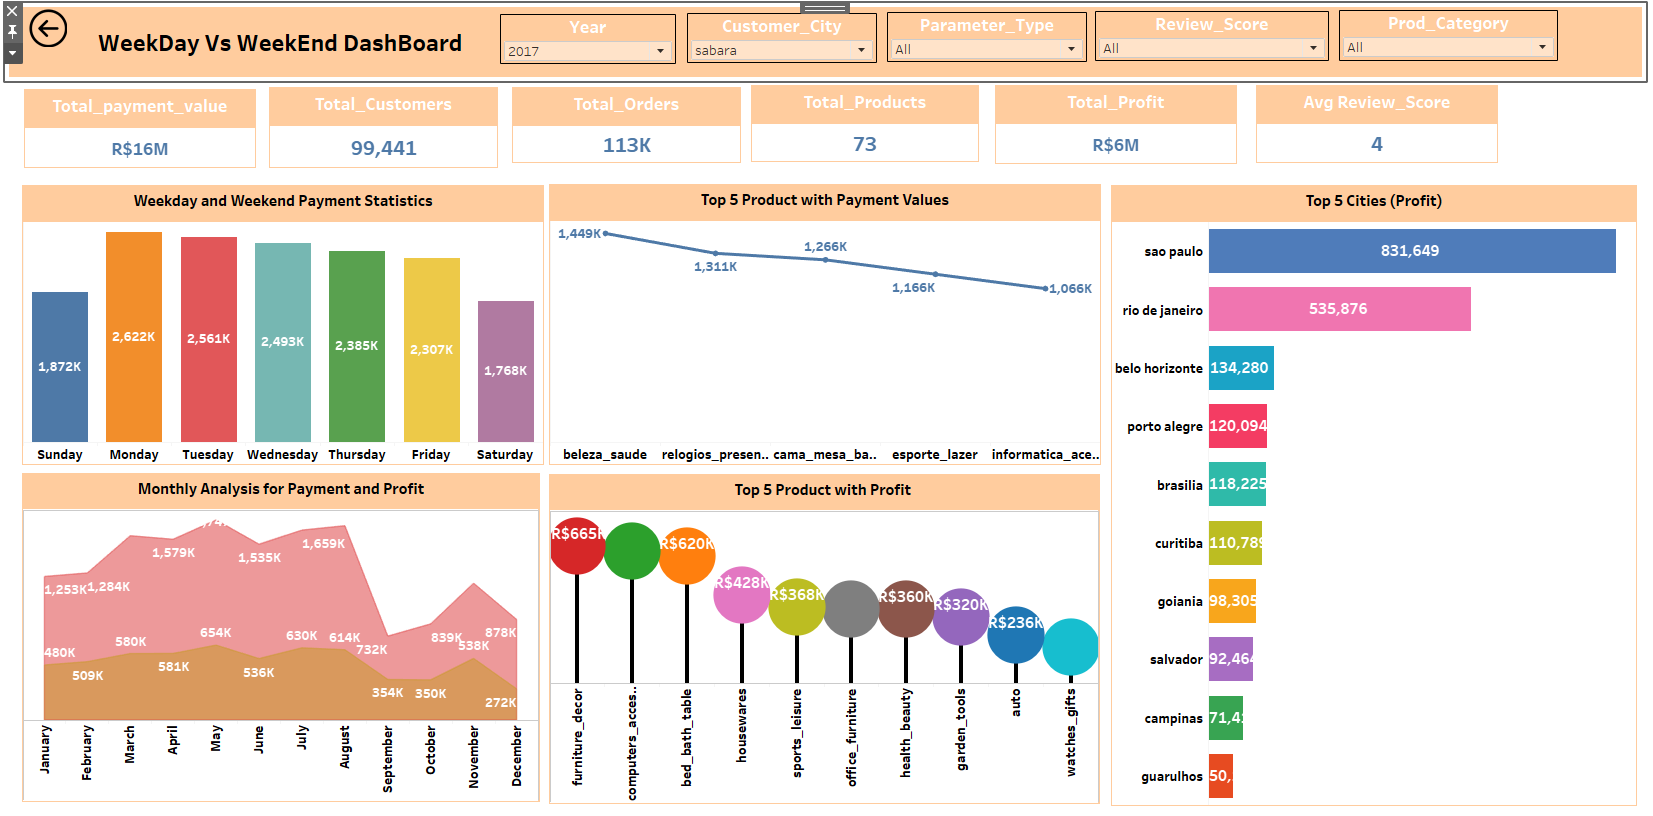 WeekDay Vs WeekEnd DashBoard
Year
2017
Customer_City
sabara
Parameter_Type
All
Review_Score
All
Prod_Category
All
Total_payment_value
R$16M
Total_Customers
99,441
Total_Orders
113K
Total_Products
73
Total_Profit
R$6M
Avg Review_Score
4
Weekday and Weekend Payment Statistics
1,872K
2,622K
2,561K
2,493K
2,385K
2,307K
1,768K
Sunday
Monday
Tuesday
Wednesday
Thursday
Friday
Saturday
Top 5 Product with Payment Values
1,449K
1,311K
1,266K
1,166K
1,066K
beleza_saude
relogios_presen..
cama_mesa_ba..
esporte_lazer
informatica_ace..
Top 5 Cities (Profit)
sao paulo
831,649
rio de janeiro
535,876
belo horizonte
134,280
porto alegre
120,094
brasilia
118,225
curitiba
110,789
goiania
98,305
salvador
92,464
campinas
71,4
guarulhos
50,
Monthly Analysis for Payment and Profit
1,253K
1,284K
1,579K
1,535K
1,659K
732K
839K
878K
480K
509K
580K
581K
654K
536K
630K
614K
354K
350K
538K
272K
January
February
March
April
May
June
July
August
September
October
November
December
Top 5 Product with Profit
R$665K
R$620K
R$428K
R$368K
R$360K
R$320K
R$236K
furniture_decor
computers_acces..
bed_bath_table
housewares
sports_leisure
office_furniture
health_beauty
garden_tools
auto
watches_gifts